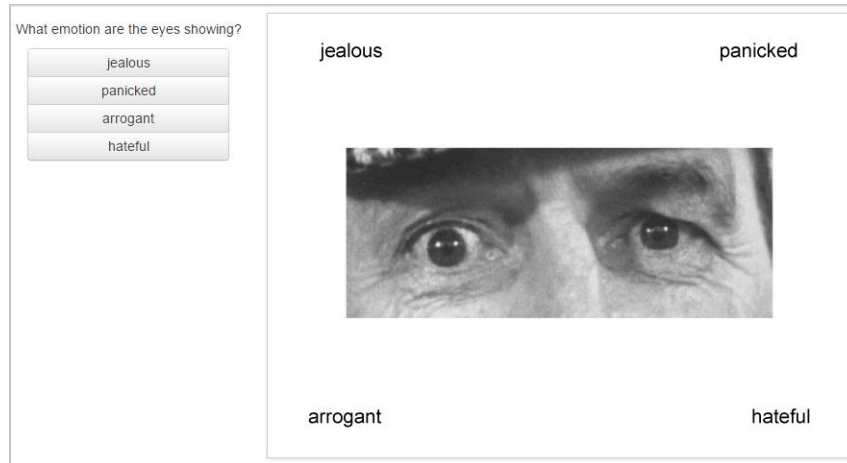 What emotion are the eyes showing?
jealous
panicked
arrogant
hateful
jealous panicked
arrogant hateful